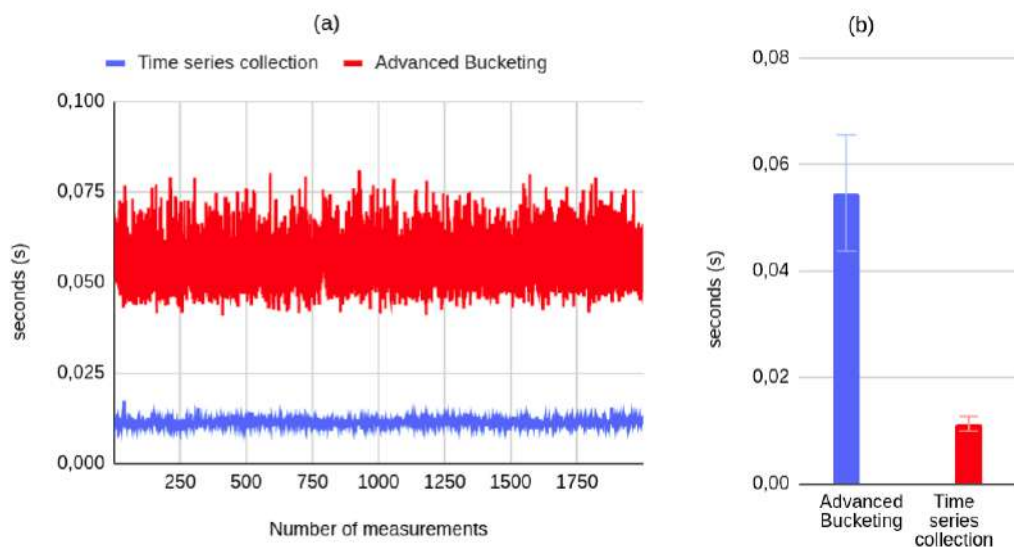 (a)
Time series collection
Advanced Bucketing
0,100
0,075
0,050
0,025
0,000
seconds (s)
250
500
750
1000
1250
1500
1750
Number of measurements
(b)
0,08
0,06
0,04
0,02
0,00
seconds (s)
Advanced
Bucketing
Time
series
collection